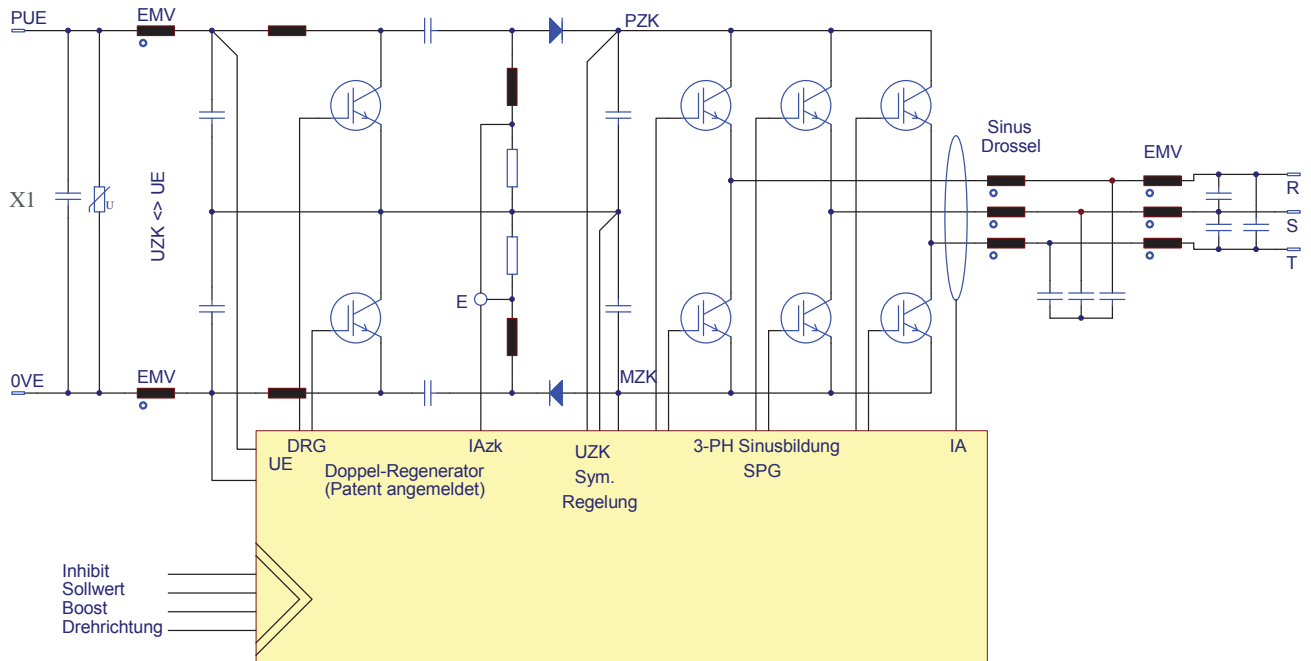 PUE
EMV
PZK
Sinus
Drossel
EMV
X1
U
UZK <> UE
R
S
T
E
0VE
EMV
MZK
DRG
IAzk
UZK
3-PH Sinusbildung
IA
UE
Doppel-Regenerator
(Patent angemeldet)
Sym.
Regelung
SPG
Inhibit
Sollwert
Boost
Drehrichtung